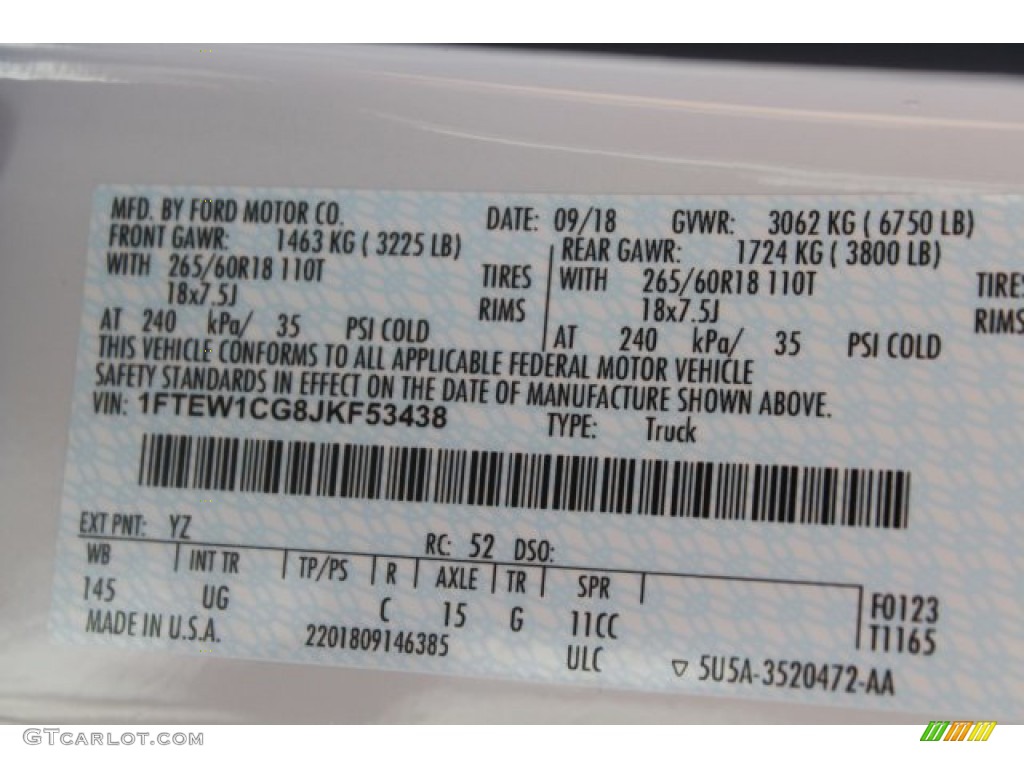 MFD. BY FORD MOTOR CO. DATE: 09/18 GVWR: 3062 KG ( 6750 LB)
FRONT GAWR: 1463 KG ( 3225 LB) REAR GAWR: 1724 KG ( 3800 LB)
WITH 265/60R18 110T TIRES WITH 265/60R18 110T TIRES
18x7.5J RIMS 18x7.5J RIMS
AT 240 kPa/ 35 PSI COLD AT 240 kPa/ 35 PSI COLD
THIS VEHICLE CONFORMS TO ALL APPLICABLE FEDERAL MOTOR VEHICLE
SAFETY STANDARDS IN EFFECT ON THE DATE OF MANUFACTURE SHOWN ABOVE.
VIN: 1FTEW1CG8JKF53438 TYPE: Truck
EXT PNT: YZ RC: 52 DSO:
WB INT TR TP/PS R AXLE TR SPR
145 UG C 15 G 11CC F0123
T1165
MADE IN U.S.A. 2201809146385 ULC ▽ 5U5A-3520472-AA
GTCARLOT.COM